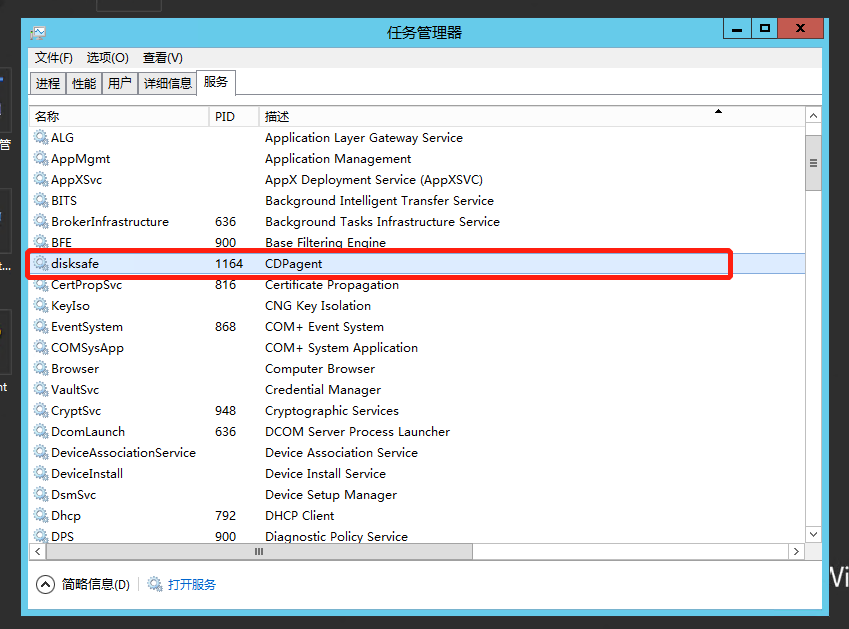 任务管理器
文件(F) 选项(O) 查看(V)
进程 性能 用户 详细信息 服务
名称 PID 描述
ALG Application Layer Gateway Service
AppMgmt Application Management
AppXSvc AppX Deployment Service (AppXSVC)
BITS Background Intelligent Transfer Service
BrokerInfrastructure 636 Background Tasks Infrastructure Service
BFE 900 Base Filtering Engine
disksafe 1164 CDPagent
CertPropSvc 816 Certificate Propagation
KeyIso CNG Key Isolation
EventSystem 868 COM+ Event System
COMSysApp COM+ System Application
Browser Computer Browser
VaultSvc Credential Manager
CryptSvc 948 Cryptographic Services
DcomLaunch 636 DCOM Server Process Launcher
DeviceAssociationService Device Association Service
DeviceInstall Device Install Service
DsmSvc Device Setup Manager
Dhcp 792 DHCP Client
DPS 900 Diagnostic Policy Service
简略信息(D) 打开服务
管
t...
nt
Vi